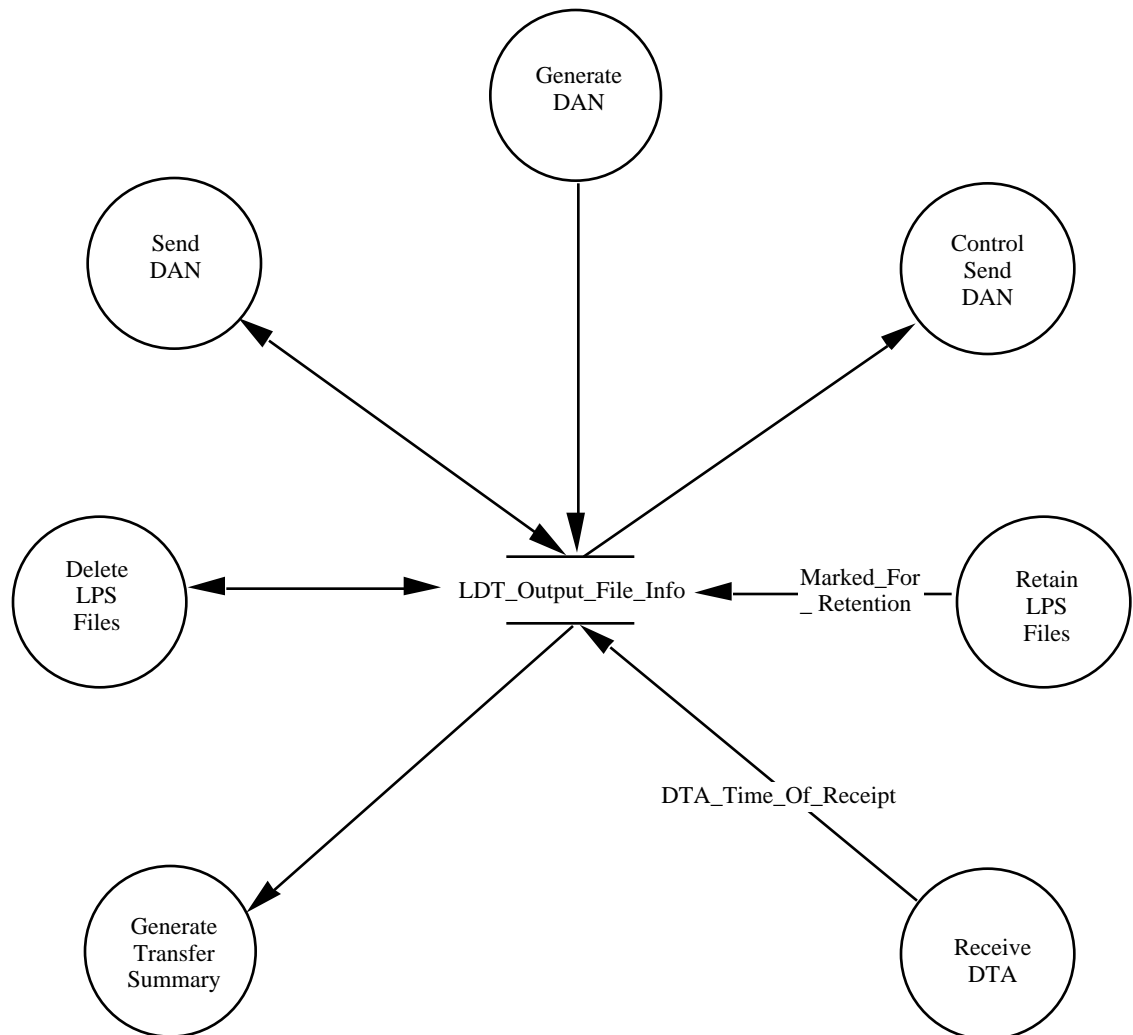 Generate
DAN
Send
DAN
Control
Send
DAN
Delete
LPS
Files
LDT_Output_File_Info
Marked_For
_ Retention
Retain
LPS
Files
DTA_Time_Of_Receipt
Generate
Transfer
Summary
Receive
DTA